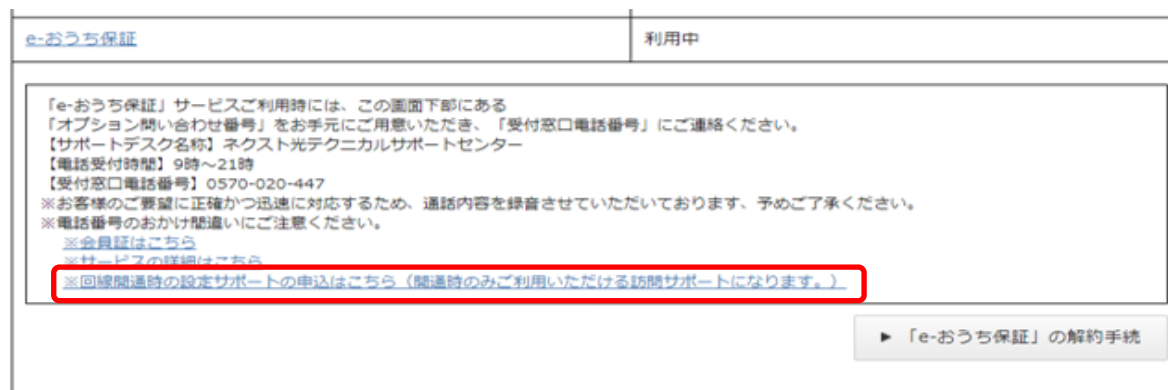 e-おうち保証
利用中
「e-おうち保証」サービスご利用時には、この画面下部にある
「オプション問い合わせ番号」をお手元にご用意いただき、「受付窓口電話番号」にご連絡ください。
【サポートデスク名称】ネクスト光テクニカルサポートセンター
【電話受付時間】9時～21時
【受付窓口電話番号】0570-020-447
※お客様のご要望に正確かつ迅速に対応するため、通話内容を録音させていただいております、予めご了承ください。
※電話番号のおかけ間違いにご注意ください。
※会員証はこちら
※サービスの詳細はこちら
※回線開通時の設定サポートの申込はこちら（開通時のみご利用いただける訪問サポートになります。）
▶ 「e-おうち保証」の解約手続